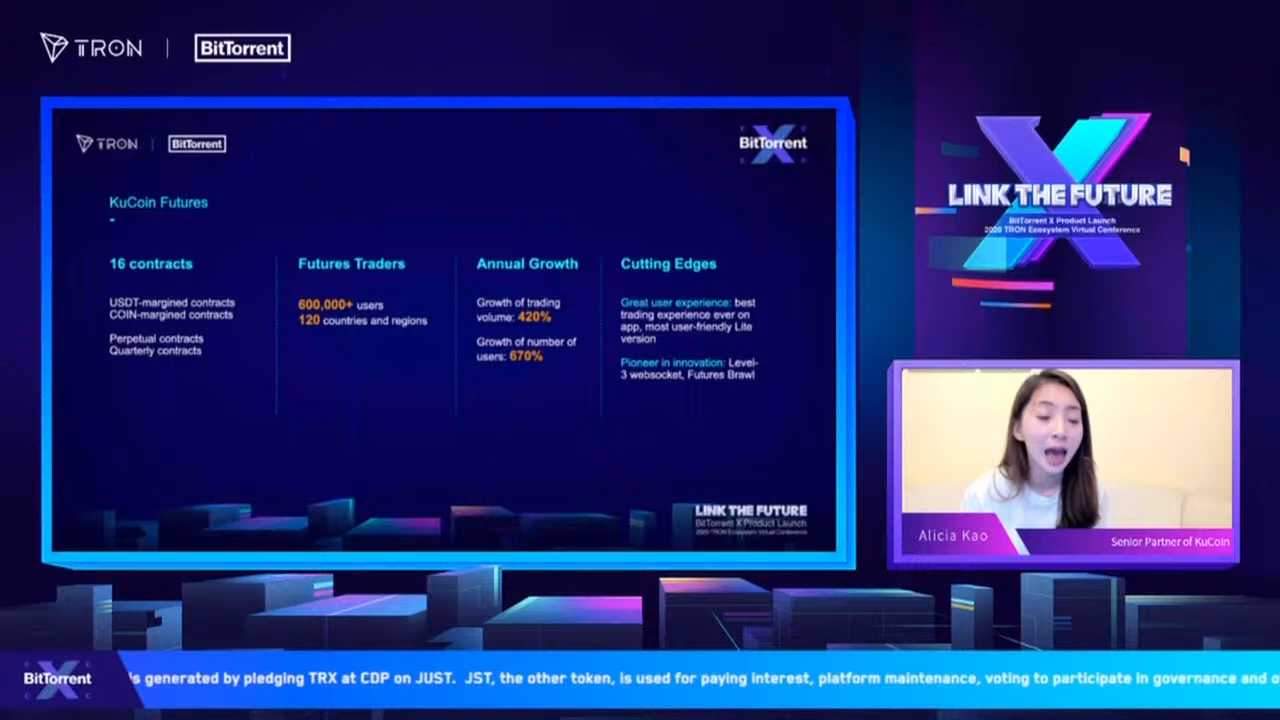 TRON | BitTorrent
TRON | BitTorrent
BitTorrent
KuCoin Futures
-
16 contracts
USDT-margined contracts
COIN-margined contracts
Perpetual contracts
Quarterly contracts
Futures Traders
600,000+ users
120 countries and regions
Annual Growth
Growth of trading
volume: 420%
Growth of number of
users: 670%
Cutting Edges
Great user experience: best
trading experience ever on
app, most user-friendly Lite
version
Pioneer in innovation: Level-
3 websocket, Futures Brawl
LINK THE FUTURE
BitTorrent X Product Launch
2020 TRON Ecosystem Virtual Conference
X
LINK THE FUTURE
BitTorrent X Product Launch
2020 TRON Ecosystem Virtual Conference
Alicia Kao
Senior Partner of KuCoin
BitTorrent
is generated by pledging TRX at CDP on JUST. JST, the other token, is used for paying interest, platform maintenance, voting to participate in governance and o